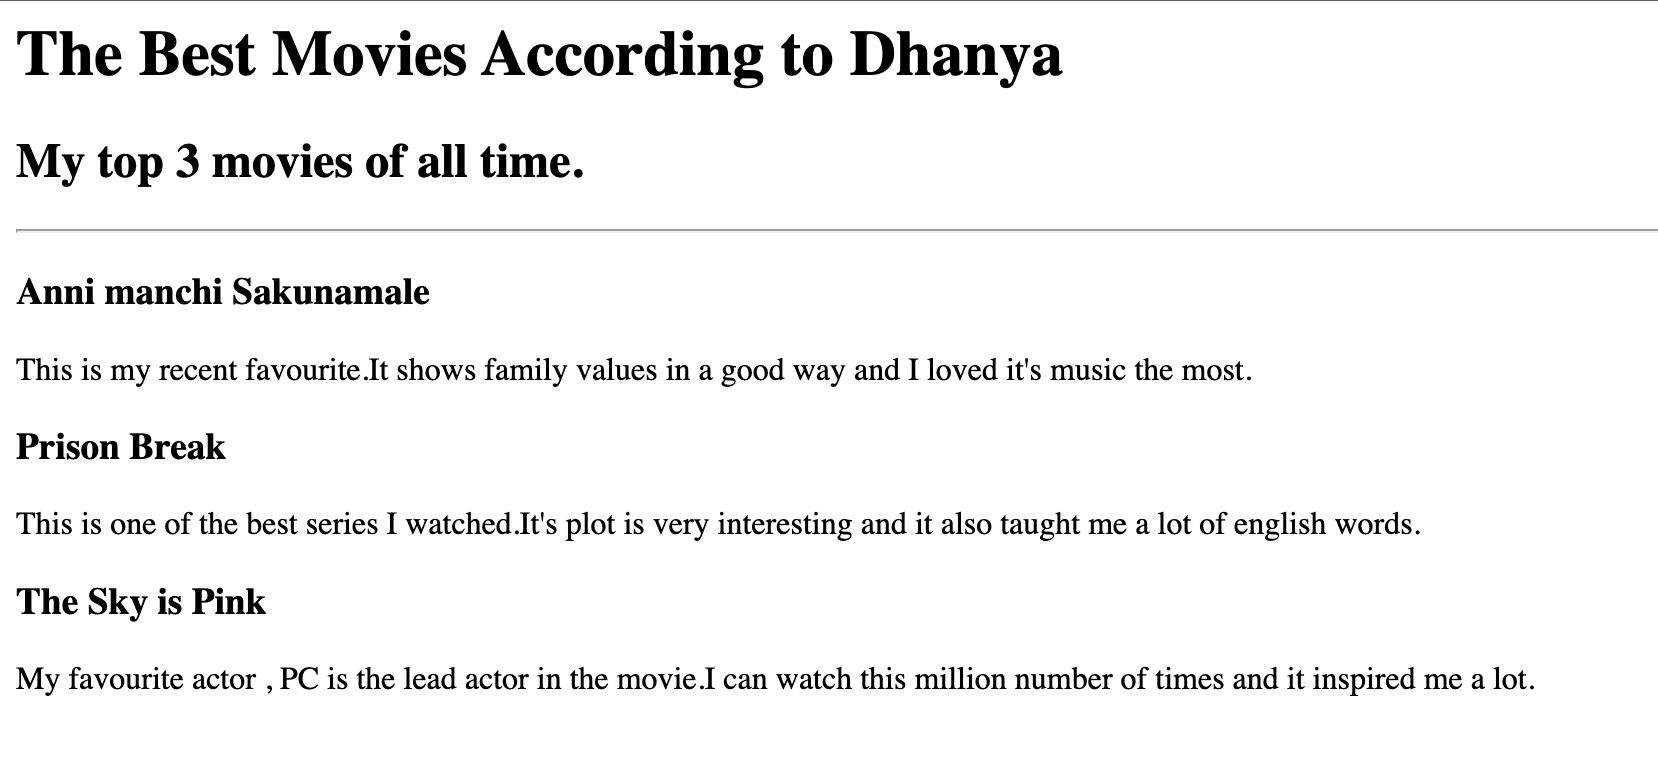 The Best Movies According to Dhanya
My top 3 movies of all time.
Anni manchi Sakunamale
This is my recent favourite.It shows family values in a good way and I loved it's music the most.
Prison Break
This is one of the best series I watched.It's plot is very interesting and it also taught me a lot of english words.
The Sky is Pink
My favourite actor , PC is the lead actor in the movie.I can watch this million number of times and it inspired me a lot.